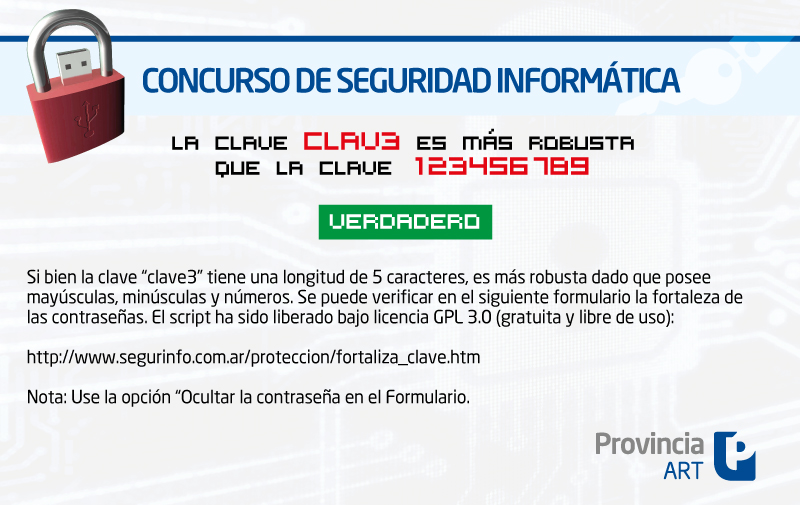 CONCURSO DE SEGURIDAD INFORMÁTICA
LA CLAVE CLAV3 ES MÁS ROBUSTA
QUE LA CLAVE 123456789
VERDADERO
Si bien la clave “clave3” tiene una longitud de 5 caracteres, es más robusta dado que posee
mayúsculas, minúsculas y números. Se puede verificar en el siguiente formulario la fortaleza de
las contraseñas. El script ha sido liberado bajo licencia GPL 3.0 (gratuita y libre de uso):
http://www.segurinfo.com.ar/proteccion/fortaliza_clave.htm
Nota: Use la opción “Ocultar la contraseña en el Formulario.
Provincia
ART